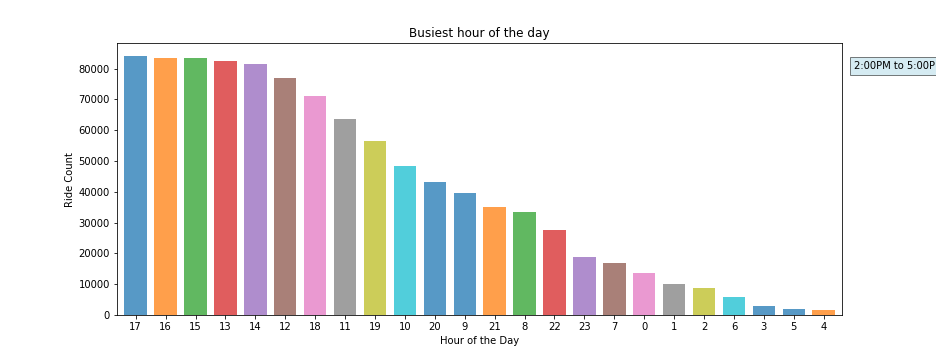 Busiest hour of the day
2:00PM to 5:00P
80000
70000
60000
50000
40000
30000
20000
10000
0
Ride Count
17 16 15 13 14 12 18 11 19 10 20 9 21 8 22 23 7 0 1 2 6 3 5 4
Hour of the Day